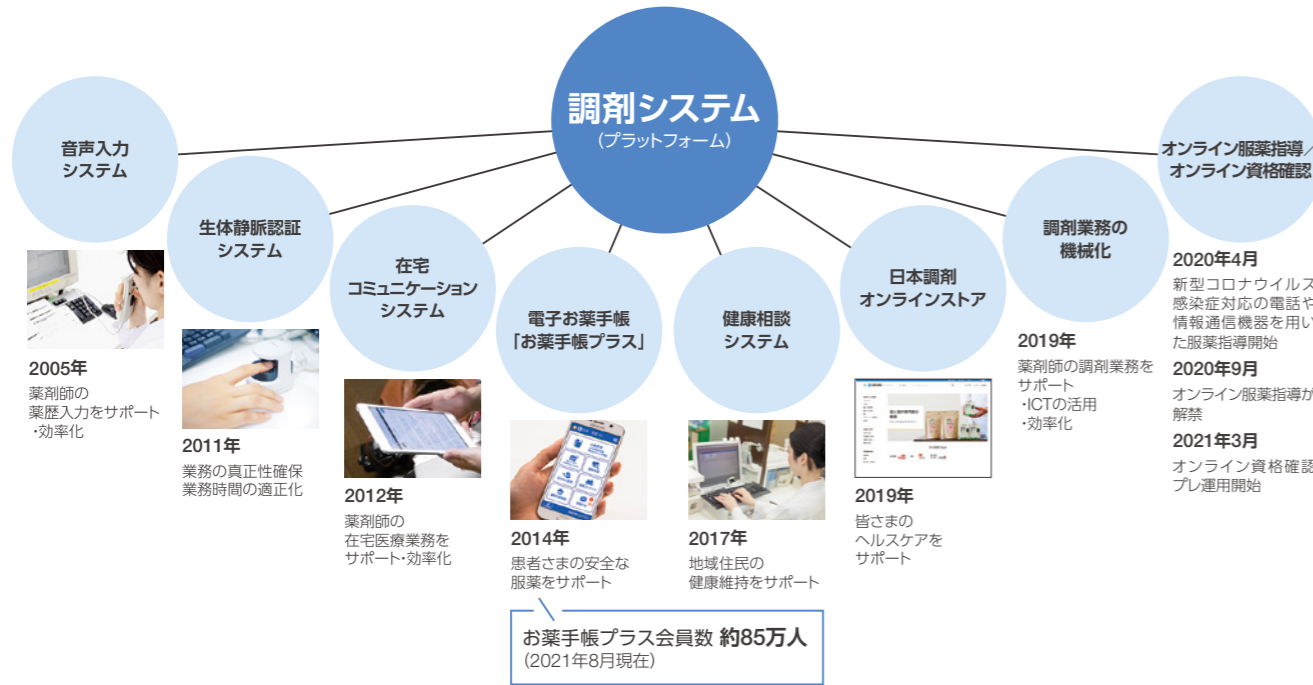 調剤システム
(プラットフォーム)
音声入力
システム
2005年
薬剤師の
薬歴入力をサポート
・効率化
生体静脈認証
システム
2011年
業務の真正性確保
業務時間の適正化
在宅
コミュニケーション
システム
2012年
薬剤師の
在宅医療業務を
サポート・効率化
電子お薬手帳
「お薬手帳プラス」
2014年
患者さまの安全な
服薬をサポート
お薬手帳プラス会員数 約85万人
(2021年8月現在)
健康相談
システム
2017年
地域住民の
健康維持をサポート
日本調剤
オンラインストア
2019年
皆さまの
ヘルスケアを
サポート
調剤業務の
機械化
2019年
薬剤師の調剤業務を
サポート
・ICTの活用
・効率化
オンライン服薬指導/
オンライン資格確認
2020年4月
新型コロナウイルス
感染症対応の電話や
情報通信機器を用い
た服薬指導開始
2020年9月
オンライン服薬指導が
解禁
2021年3月
オンライン資格確認
プレ運用開始